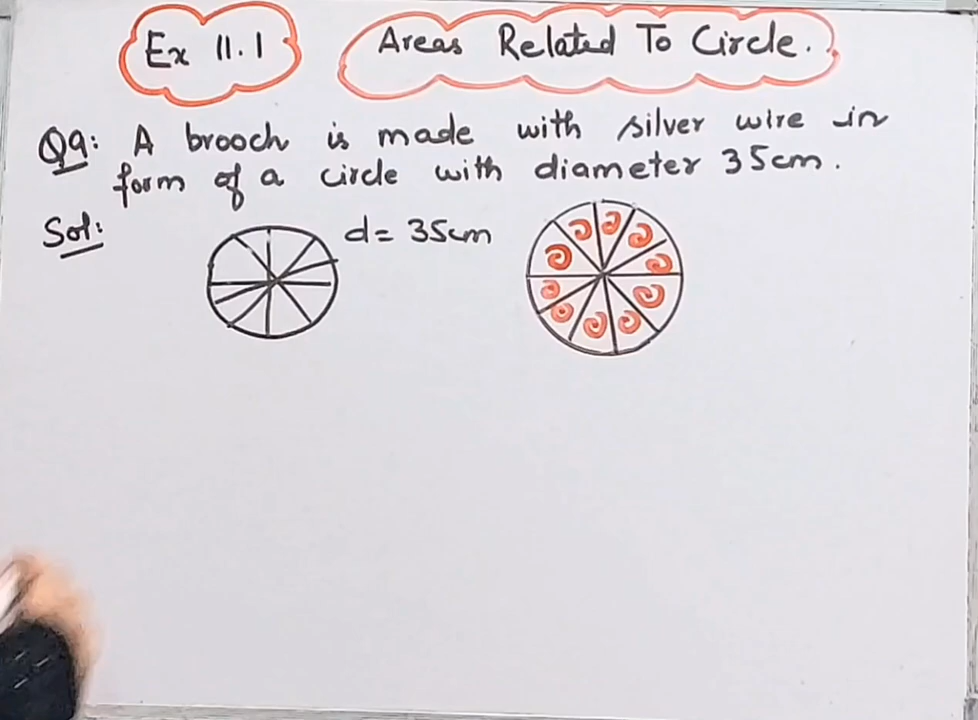 Ex 11.1
Areas Related To Circle.
Q9: A brooch is made with silver wire in
form of a circle with diameter 35cm.
Sol:
d= 35cm